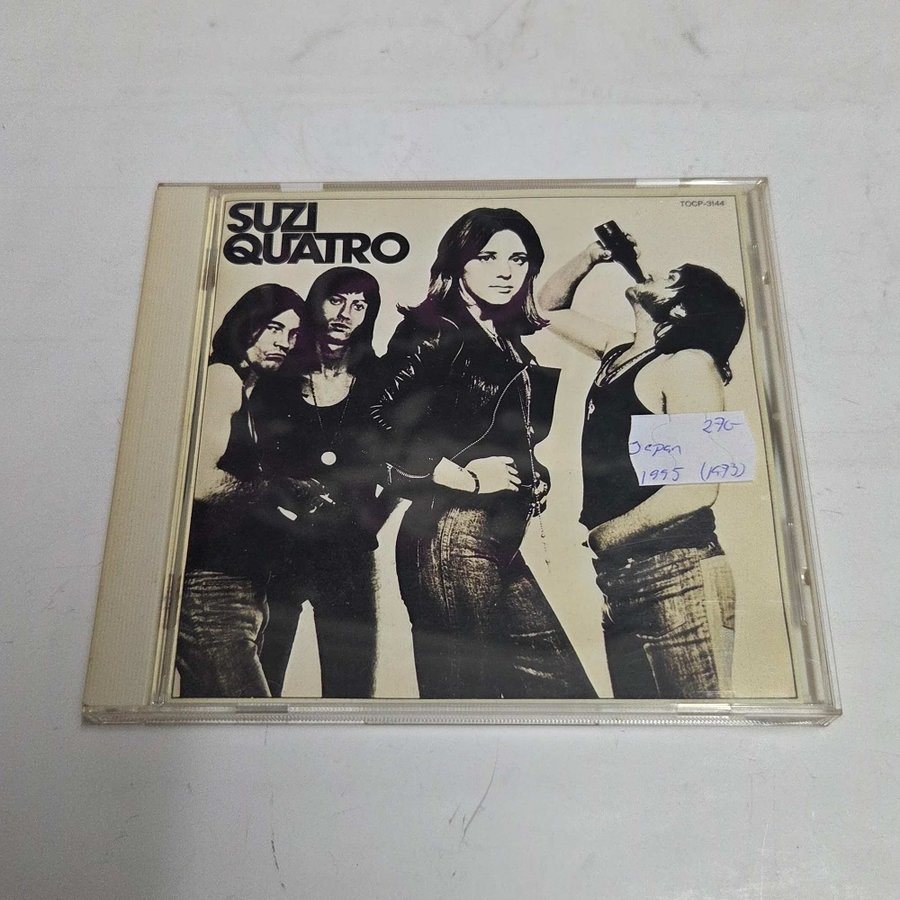 SUZI
QUATRO
TOCP-3144
270-
Japan
1995 (1973)